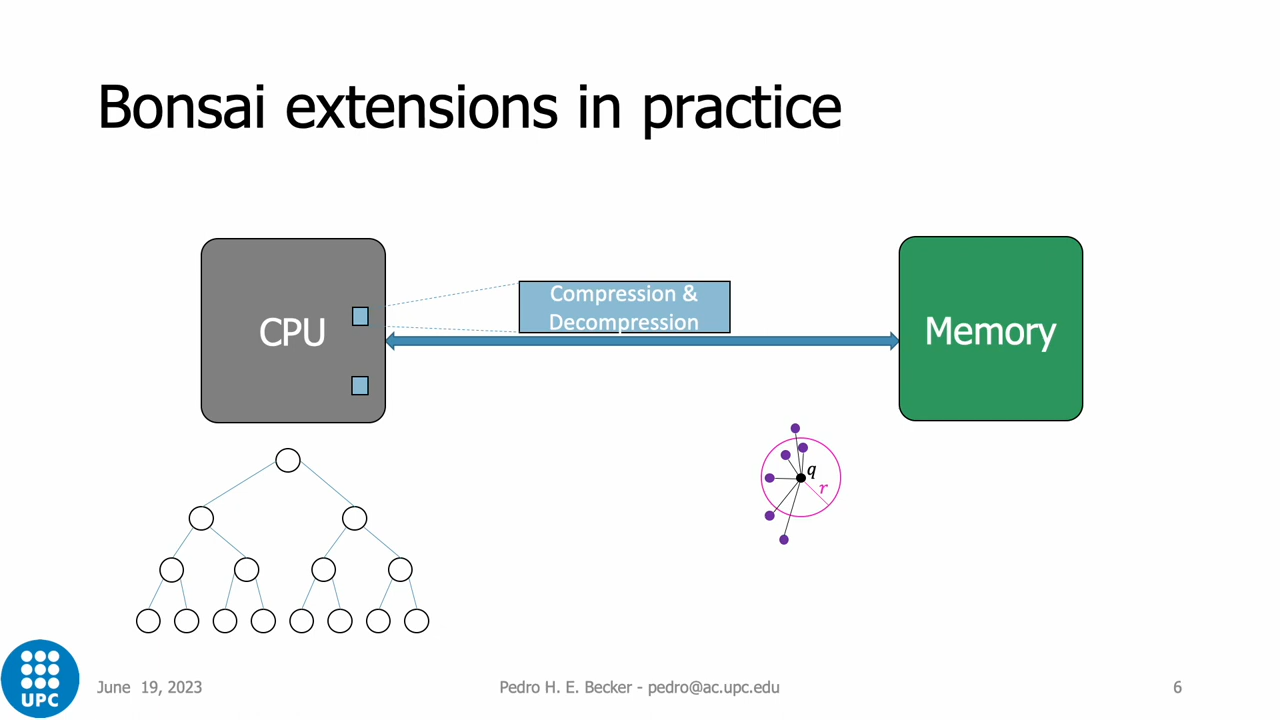 Bonsai extensions in practice
CPU
Compression &
Decompression
Memory
q
r
UPC
June  19, 2023
Pedro H. E. Becker - pedro@ac.upc.edu
6